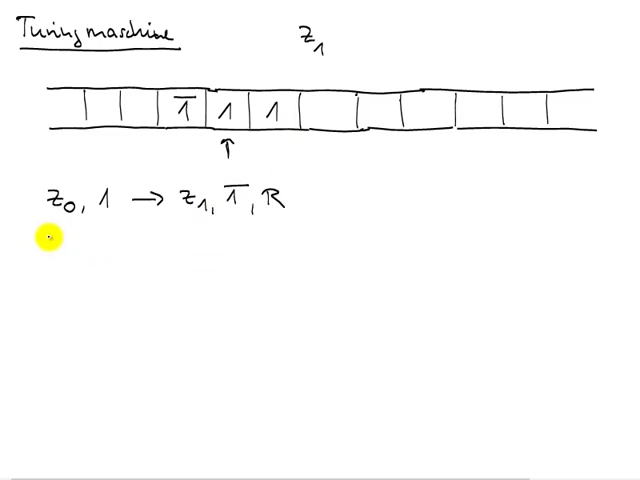 Turingmaschine
z₁
1̅ 1 1
↑
z₀, 1 → z₁, 1̅, R